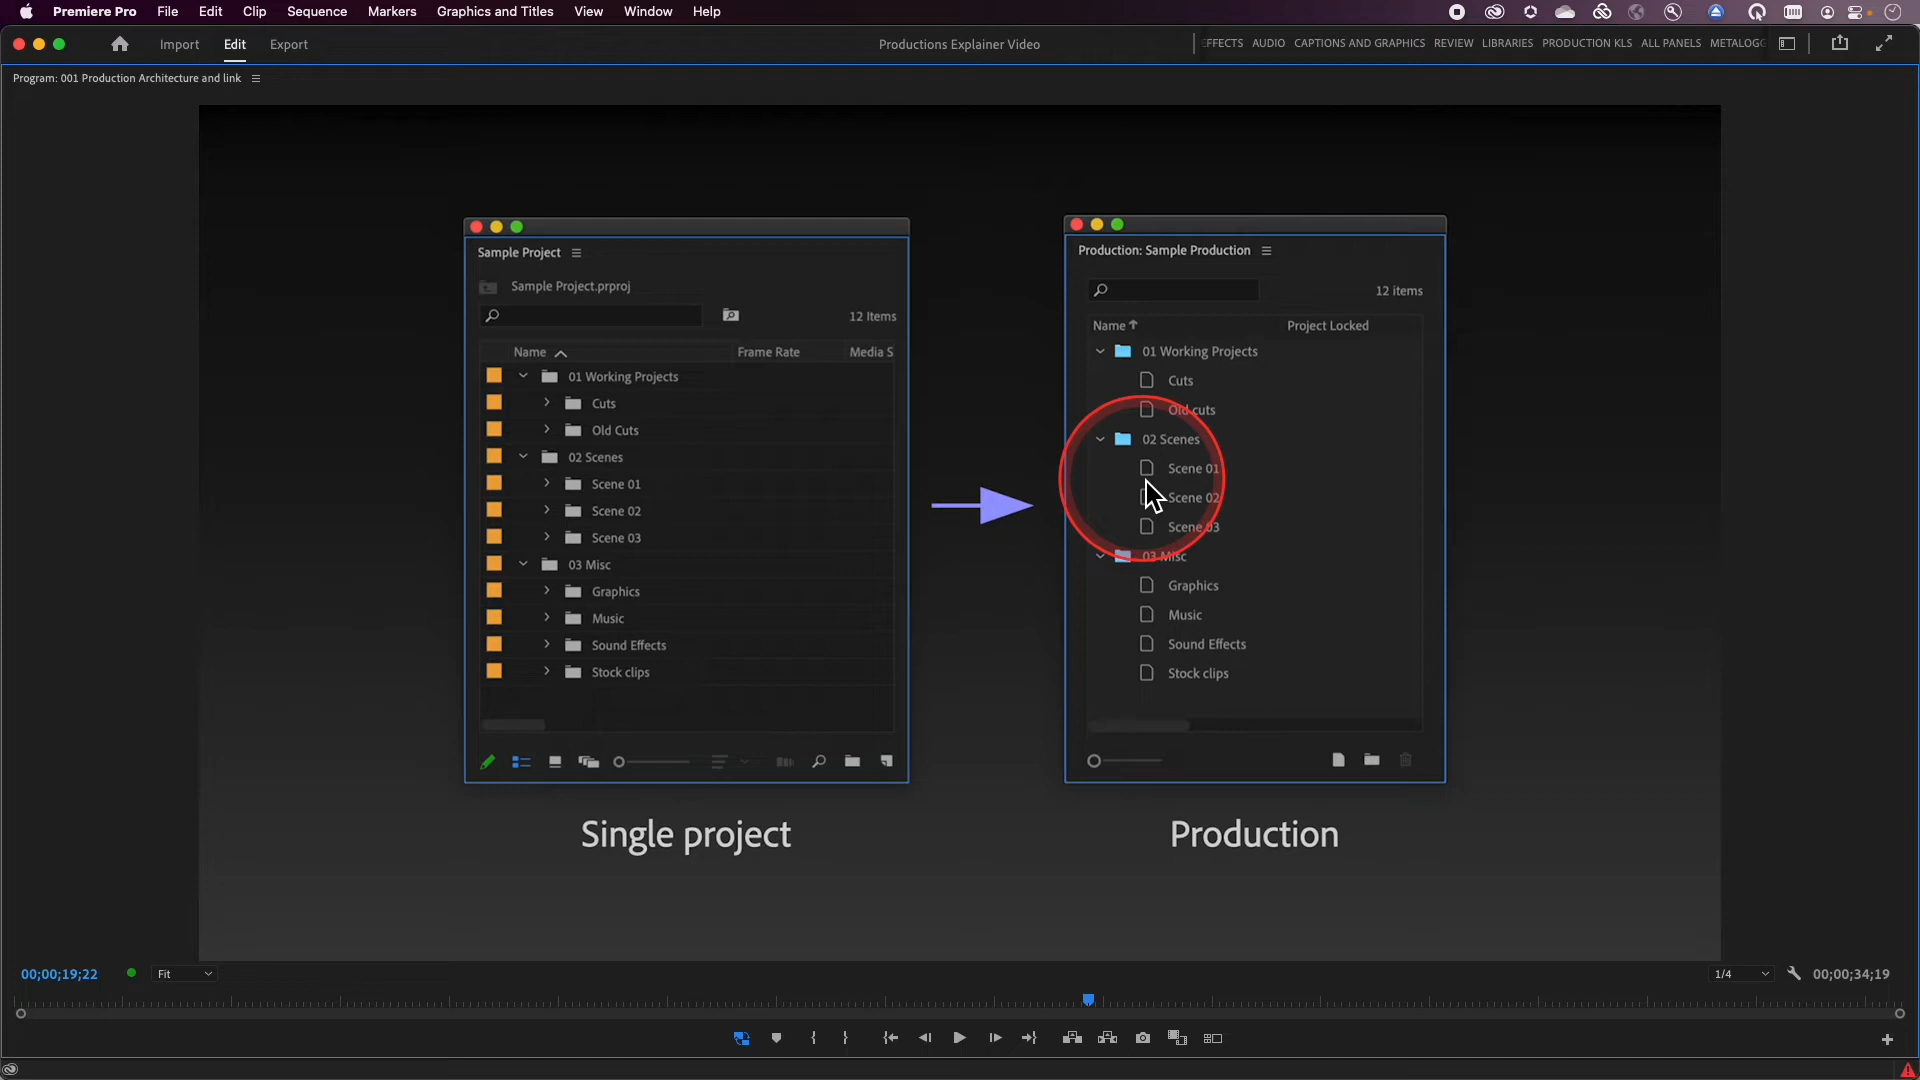 Premiere Pro File Edit Clip Sequence Markers Graphics and Titles View Window Help
Import Edit Export
Productions Explainer Video
EFFECTS AUDIO CAPTIONS AND GRAPHICS REVIEW LIBRARIES PRODUCTION KLS ALL PANELS METALOGG
Program: 001 Production Architecture and link
Sample Project
Sample Project.prproj
12 Items
Name Frame Rate Media S
01 Working Projects
Cuts
Old Cuts
02 Scenes
Scene 01
Scene 02
Scene 03
03 Misc
Graphics
Music
Sound Effects
Stock clips
Single project
Production: Sample Production
12 items
Name Project Locked
01 Working Projects
Cuts
Old cuts
02 Scenes
Scene 01
Scene 02
Scene 03
03 Misc
Graphics
Music
Sound Effects
Stock clips
Production
00;00;19;22 Fit 1/4 00;00;34;19